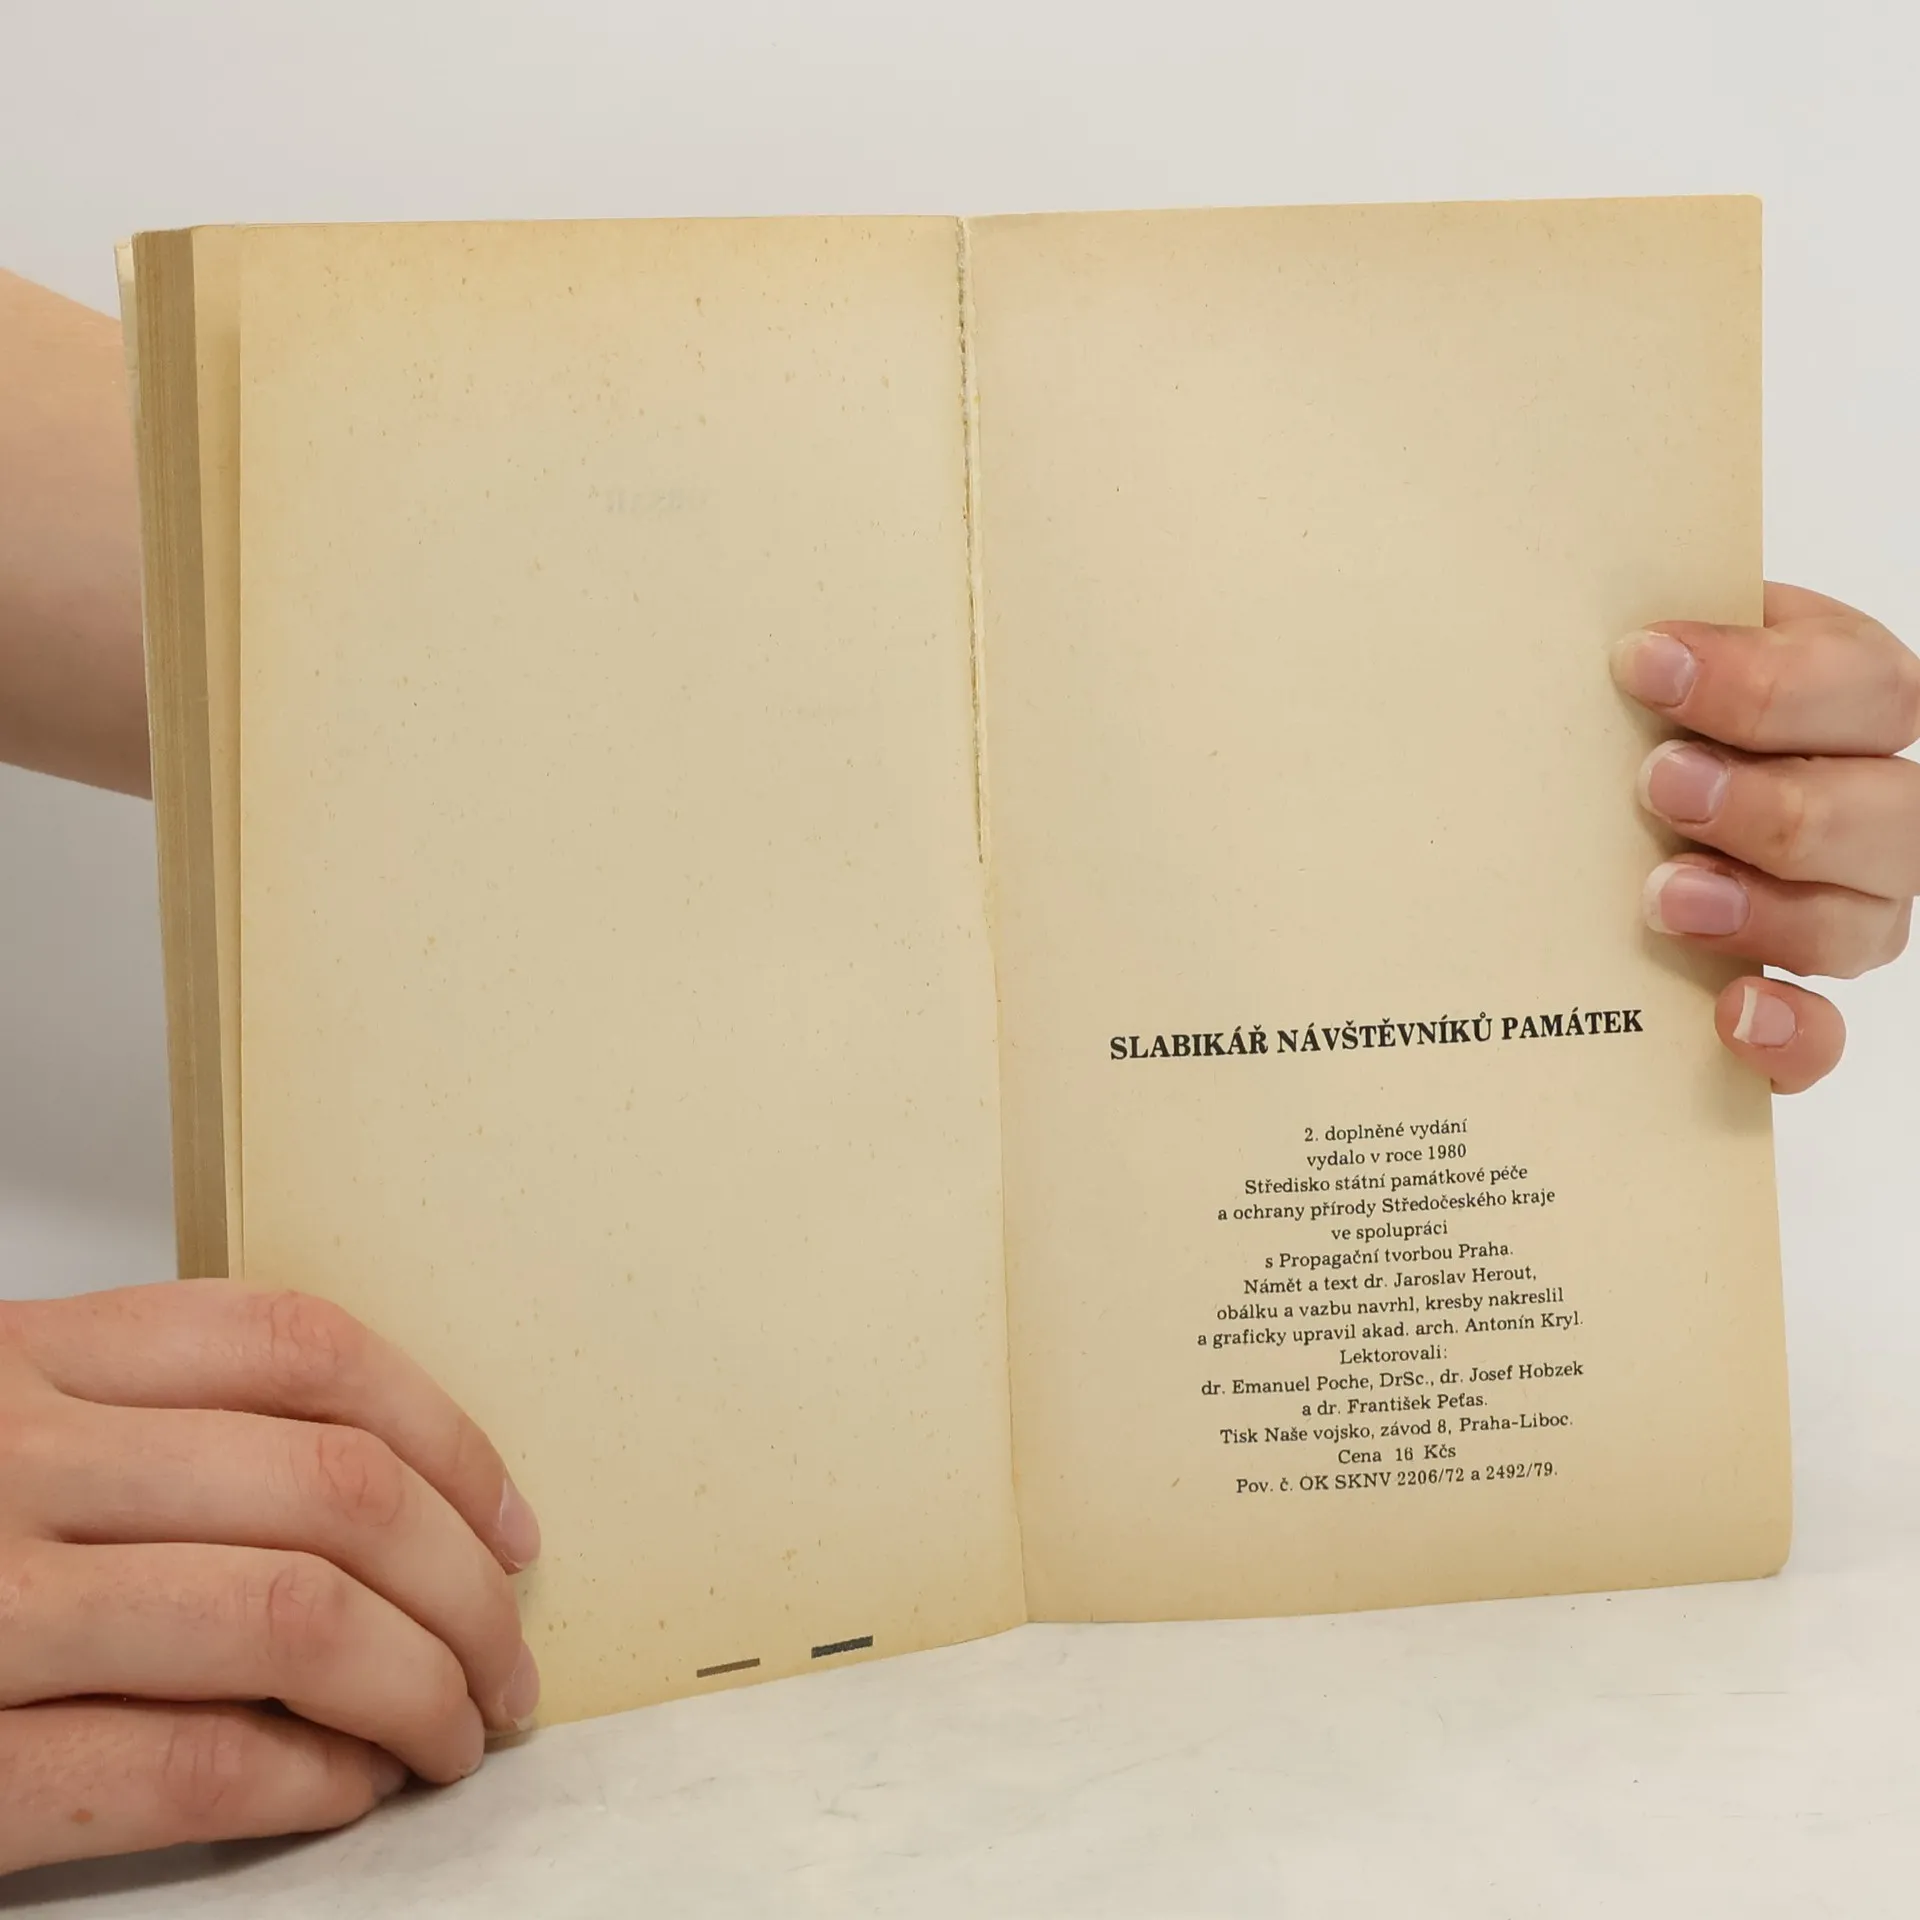 SLABIKÁŘ NÁVŠTĚVNÍKŮ PAMÁTEK
2. doplněné vydání
vydalo v roce 1980
Středisko státní památkové péče
a ochrany přírody Středočeského kraje
ve spolupráci
s Propagační tvorbou Praha.
Námět a text dr. Jaroslav Herout,
obálku a vazbu navrhl, kresby nakreslil
a graficky upravil akad. arch. Antonín Kryl.
Lektorovali:
dr. Emanuel Poche, DrSc., dr. Josef Hobzek
a dr. František Peťas.
Tisk Naše vojsko, závod 8, Praha-Liboc.
Cena 16 Kčs
Pov. č. OK SKNV 2206/72 a 2492/79.